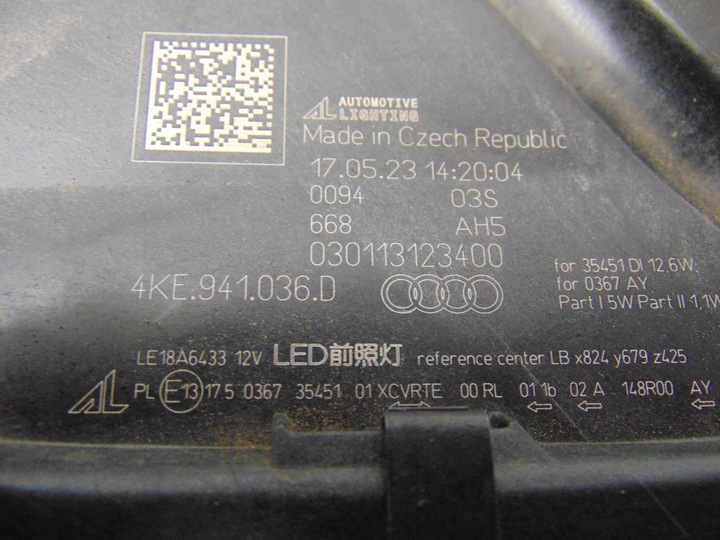 AL AUTOMOTIVE LIGHTING
Made in Czech Republic
17.05.23 14:20:04
0094 03S
668 AH5
030113123400
4KE.941.036.D
for 35451 DI 12,6W;
for 0367 AY
Part I 5W Part II 1,1W
LE18A6433 12V LED前照灯 reference center LB x824 y679 z425
AL PL E13 17.5 0367 35451 01 XCVRTE 00 RL 01 1b 02 A 148R00 AY